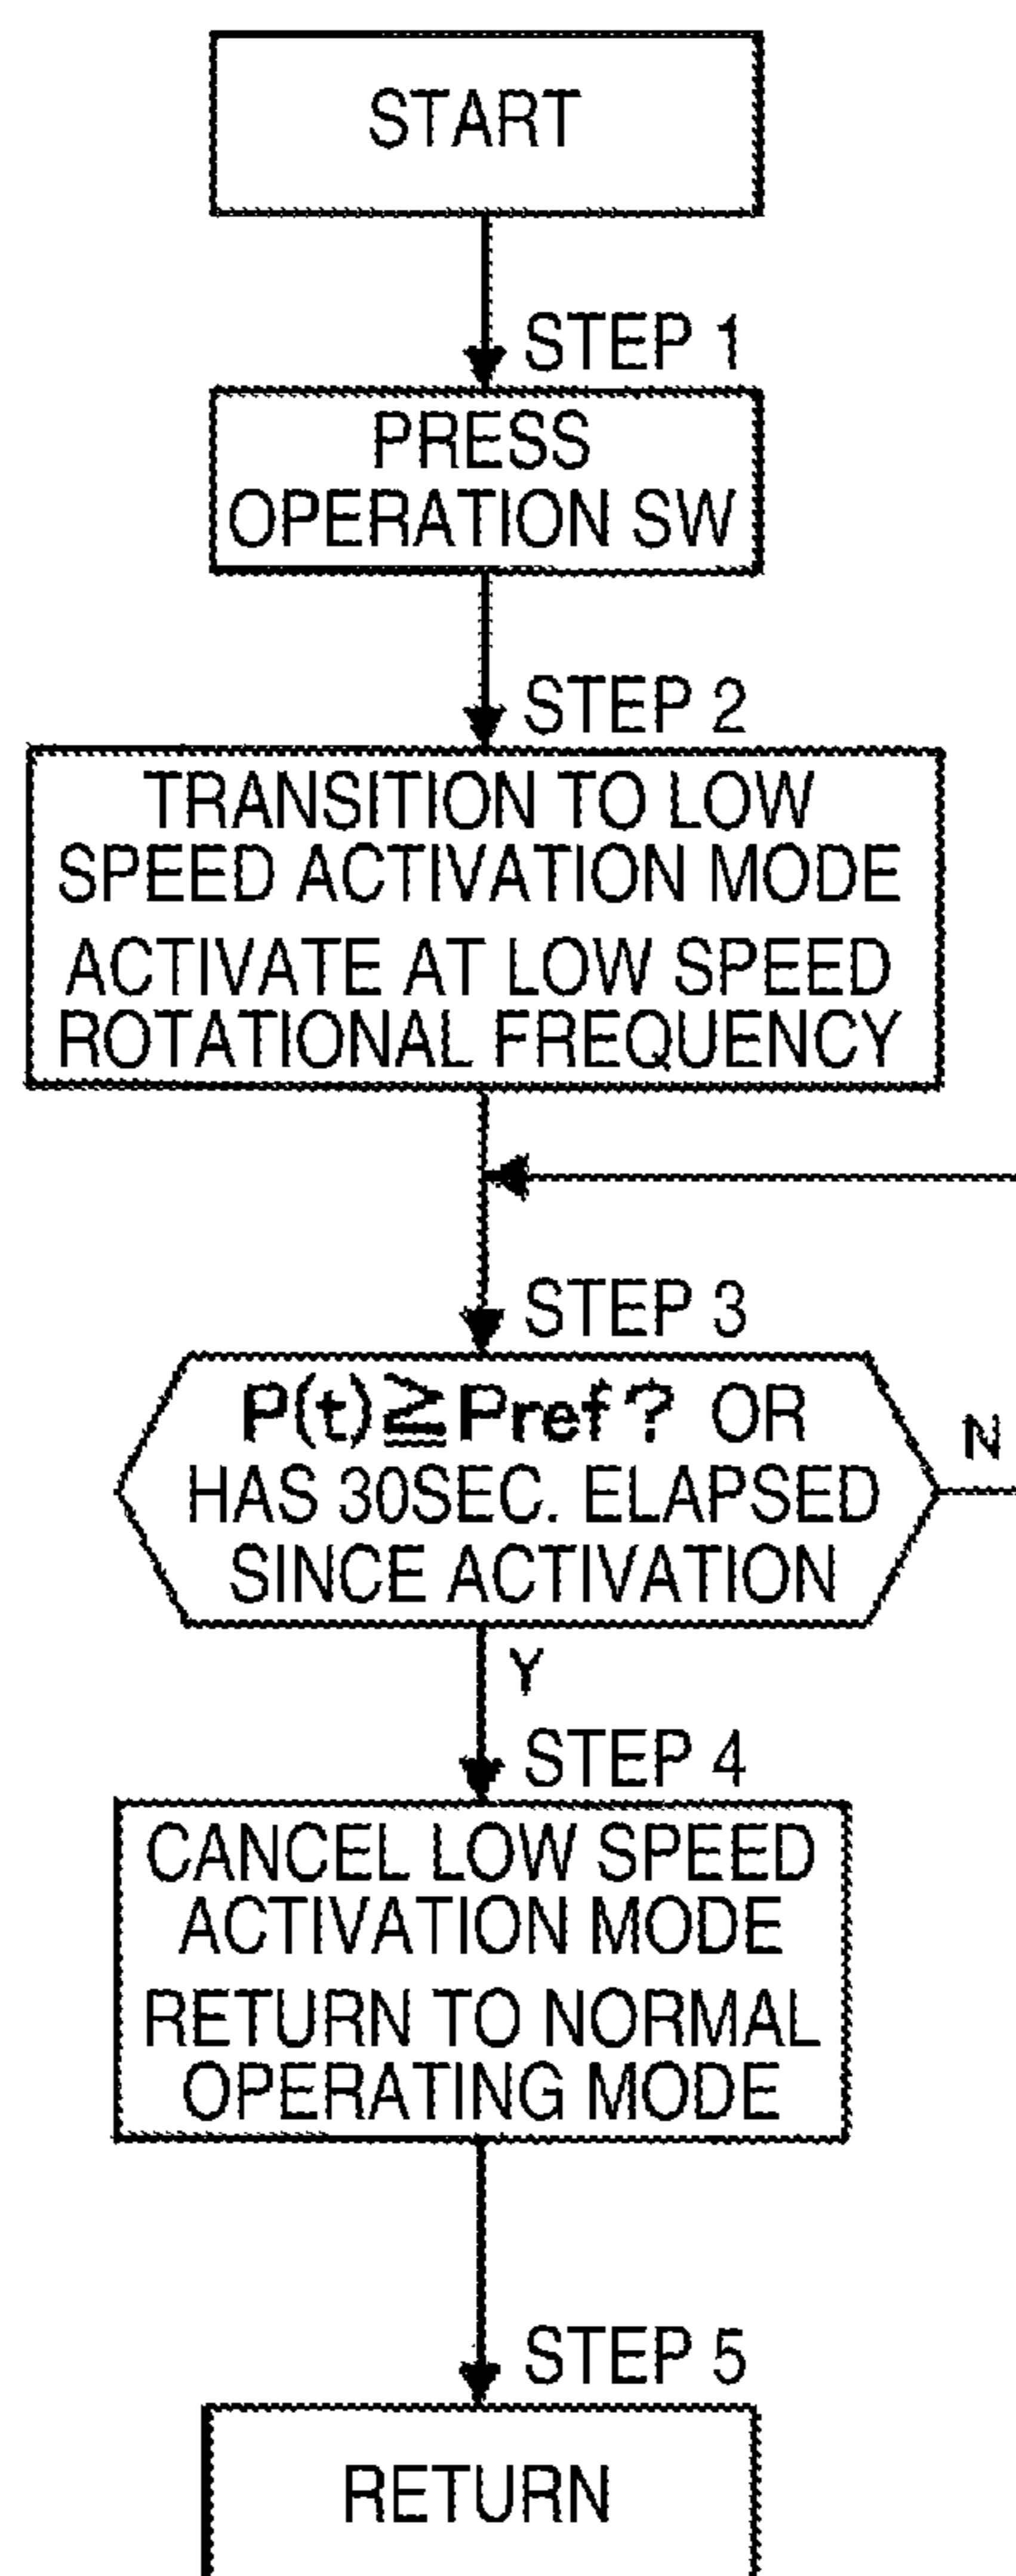 START
STEP 1
PRESS
OPERATION SW
STEP 2
TRANSITION TO LOW
SPEED ACTIVATION MODE
ACTIVATE AT LOW SPEED
ROTATIONAL FREQUENCY
STEP 3
P(t)≧Pref? OR
HAS 30SEC. ELAPSED
SINCE ACTIVATION
N
Y
STEP 4
CANCEL LOW SPEED
ACTIVATION MODE
RETURN TO NORMAL
OPERATING MODE
STEP 5
RETURN